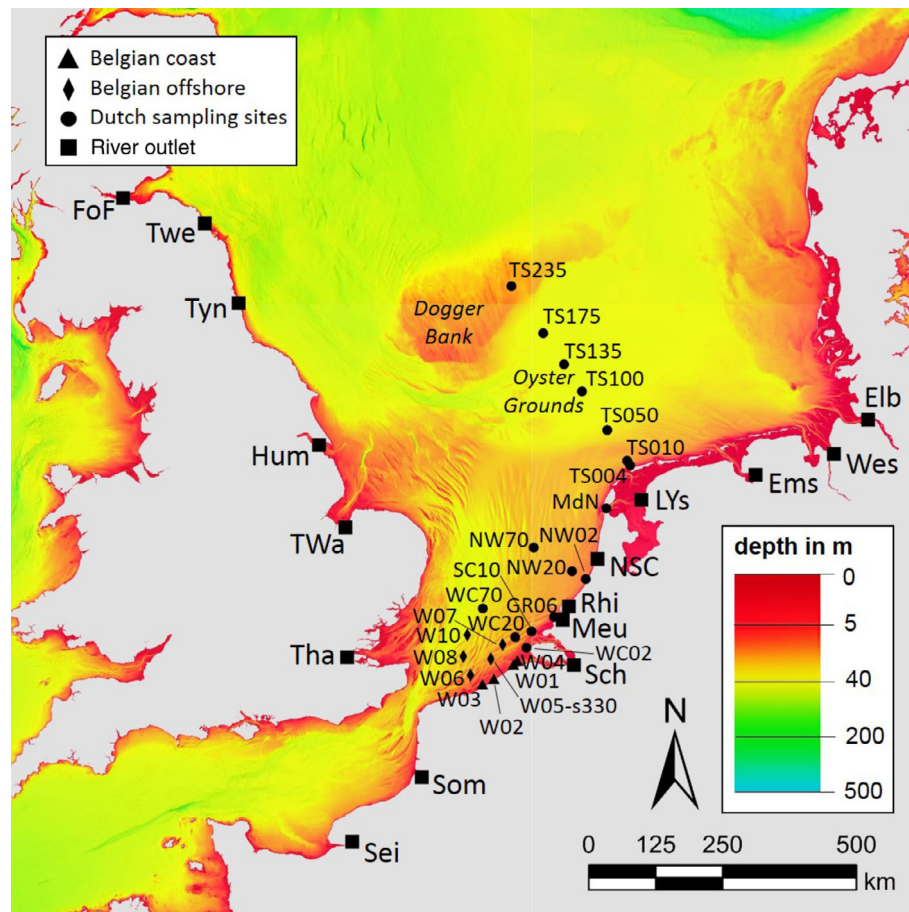 Belgian coast
Belgian offshore
Dutch sampling sites
River outlet
FoF
Twe
Tyn
TS235
Dogger
Bank
TS175
TS135
Oyster
TS100
Grounds
Elb
TS050
Hum
TS010
Wes
TS004
Ems
LYs
MdN
TWa
NW70
NW02
NSC
SC10
NW20
WC70
GR06
Rhi
W07
WC20
Meu
W10
Tha
W08
W04
WC02
Sch
W06
W01
W03
W05-s330
W02
N
Som
Sei
depth in m
0
5
40
200
500
0
125
250
500
km